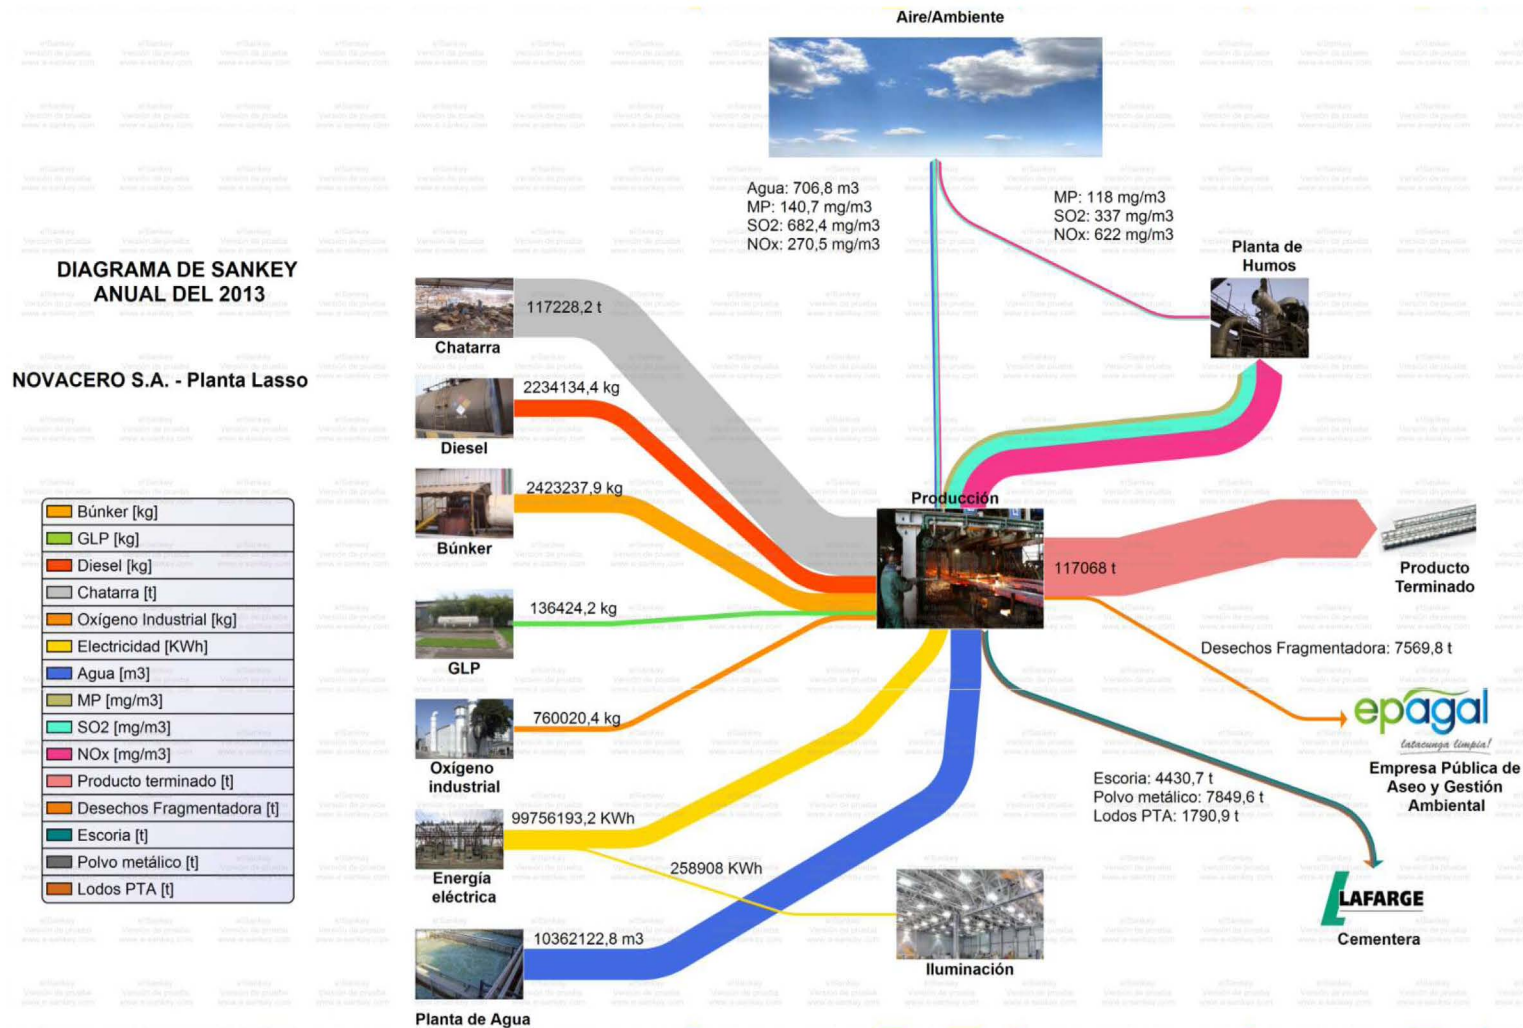 Aire/Ambiente
Agua: 706,8 m3
MP: 140,7 mg/m3
SO2: 682,4 mg/m3
NOx: 270,5 mg/m3
MP: 118 mg/m3
SO2: 337 mg/m3
NOx: 622 mg/m3
Planta de
Humos
DIAGRAMA DE SANKEY
ANUAL DEL 2013
NOVACERO S.A. - Planta Lasso
117228,2 t
Chatarra
2234134,4 kg
Diesel
2423237,9 kg
Búnker
136424,2 kg
GLP
760020,4 kg
Oxígeno
industrial
99756193,2 KWh
Energía
eléctrica
258908 KWh
Iluminación
10362122,8 m3
Planta de Agua
Producción
117068 t
Producto
Terminado
Desechos Fragmentadora: 7569,8 t
epagal
latacunga limpia!
Empresa Pública de
Aseo y Gestión
Ambiental
Escoria: 4430,7 t
Polvo metálico: 7849,6 t
Lodos PTA: 1790,9 t
LAFARGE
Cementera
Búnker [kg]
GLP [kg]
Diesel [kg]
Chatarra [t]
Oxígeno Industrial [kg]
Electricidad [KWh]
Agua [m3]
MP [mg/m3]
SO2 [mg/m3]
NOx [mg/m3]
Producto terminado [t]
Desechos Fragmentadora [t]
Escoria [t]
Polvo metálico [t]
Lodos PTA [t]